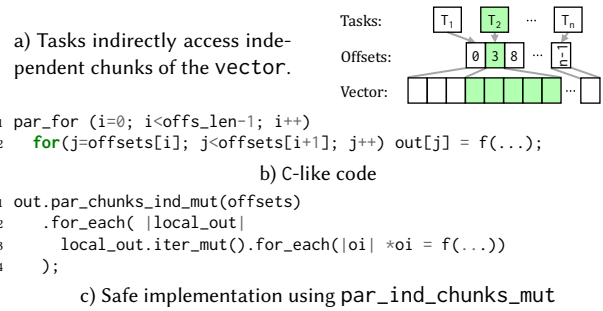 a) Tasks indirectly access inde-
pendent chunks of the vector.
Tasks: T1 T2 ... Tn
Offsets: 0 3 8 ... n-1
Vector: ...
1 par_for (i=0; i<offs_len-1; i++)
2 for(j=offsets[i]; j<offsets[i+1]; j++) out[j] = f(...);
b) C-like code
1 out.par_chunks_ind_mut(offsets)
2 .for_each( |local_out|
3 local_out.iter_mut().for_each(|oi| *oi = f(...))
4 );
c) Safe implementation using par_ind_chunks_mut